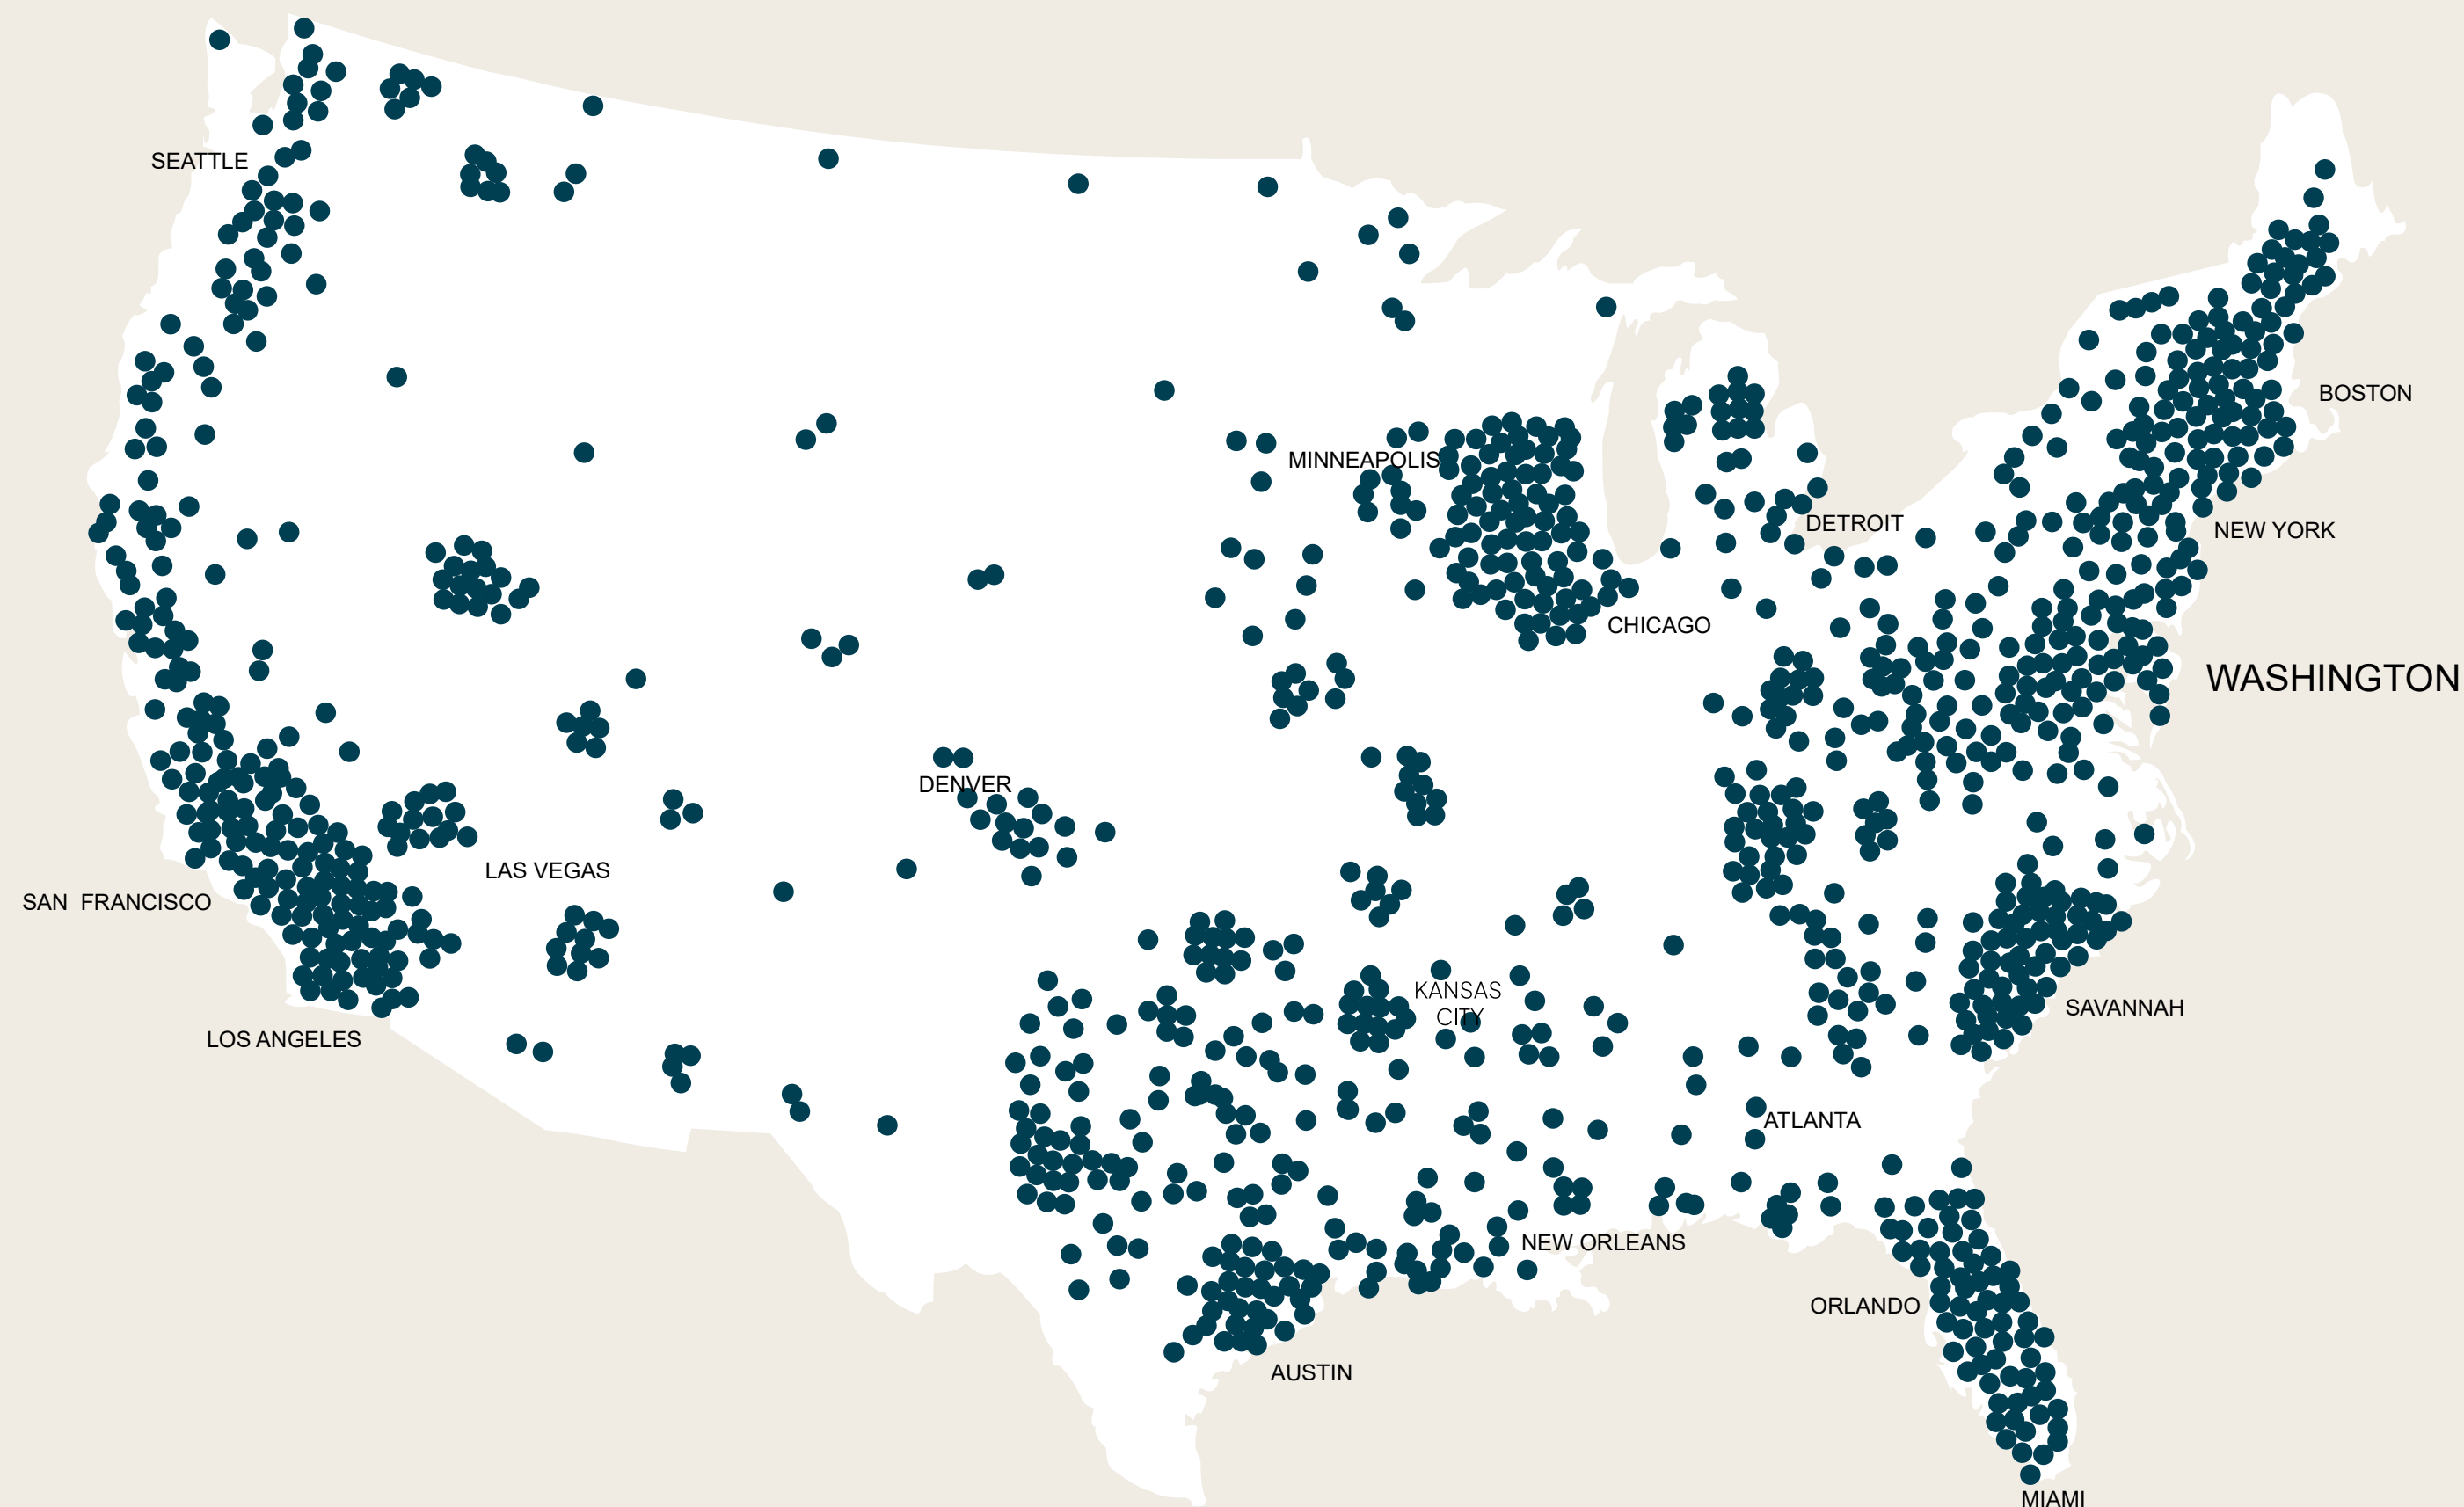 SEATTLE
BOSTON
MINNEAPOLIS
DETROIT
NEW YORK
CHICAGO
WASHINGTON
DENVER
LAS VEGAS
SAN FRANCISCO
KANSAS
CITY
SAVANNAH
LOS ANGELES
ATLANTA
NEW ORLEANS
ORLANDO
AUSTIN
MIAMI